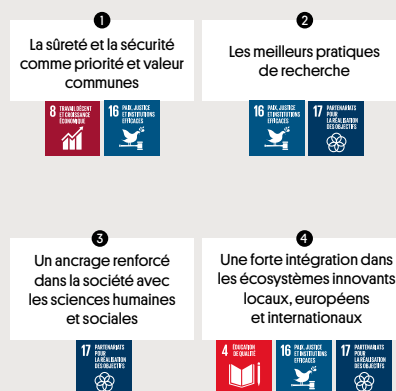 1
La sûreté et la sécurité
comme priorité et valeur
communes
8 TRAVAIL DÉCENT
ET CROISSANCE
ÉCONOMIQUE
16 PAIX, JUSTICE
ET INSTITUTIONS
EFFICACES
2
Les meilleurs pratiques
de recherche
16 PAIX, JUSTICE
ET INSTITUTIONS
EFFICACES
17 PARTENARIATS
POUR
LA RÉALISATION
DES OBJECTIFS
3
Un ancrage renforcé
dans la société avec
les sciences humaines
et sociales
17 PARTENARIATS
POUR
LA RÉALISATION
DES OBJECTIFS
4
Une forte intégration dans
les écosystèmes innovants
locaux, européens
et internationaux
4 ÉDUCATION
DE QUALITÉ
16 PAIX, JUSTICE
ET INSTITUTIONS
EFFICACES
17 PARTENARIATS
POUR
LA RÉALISATION
DES OBJECTIFS